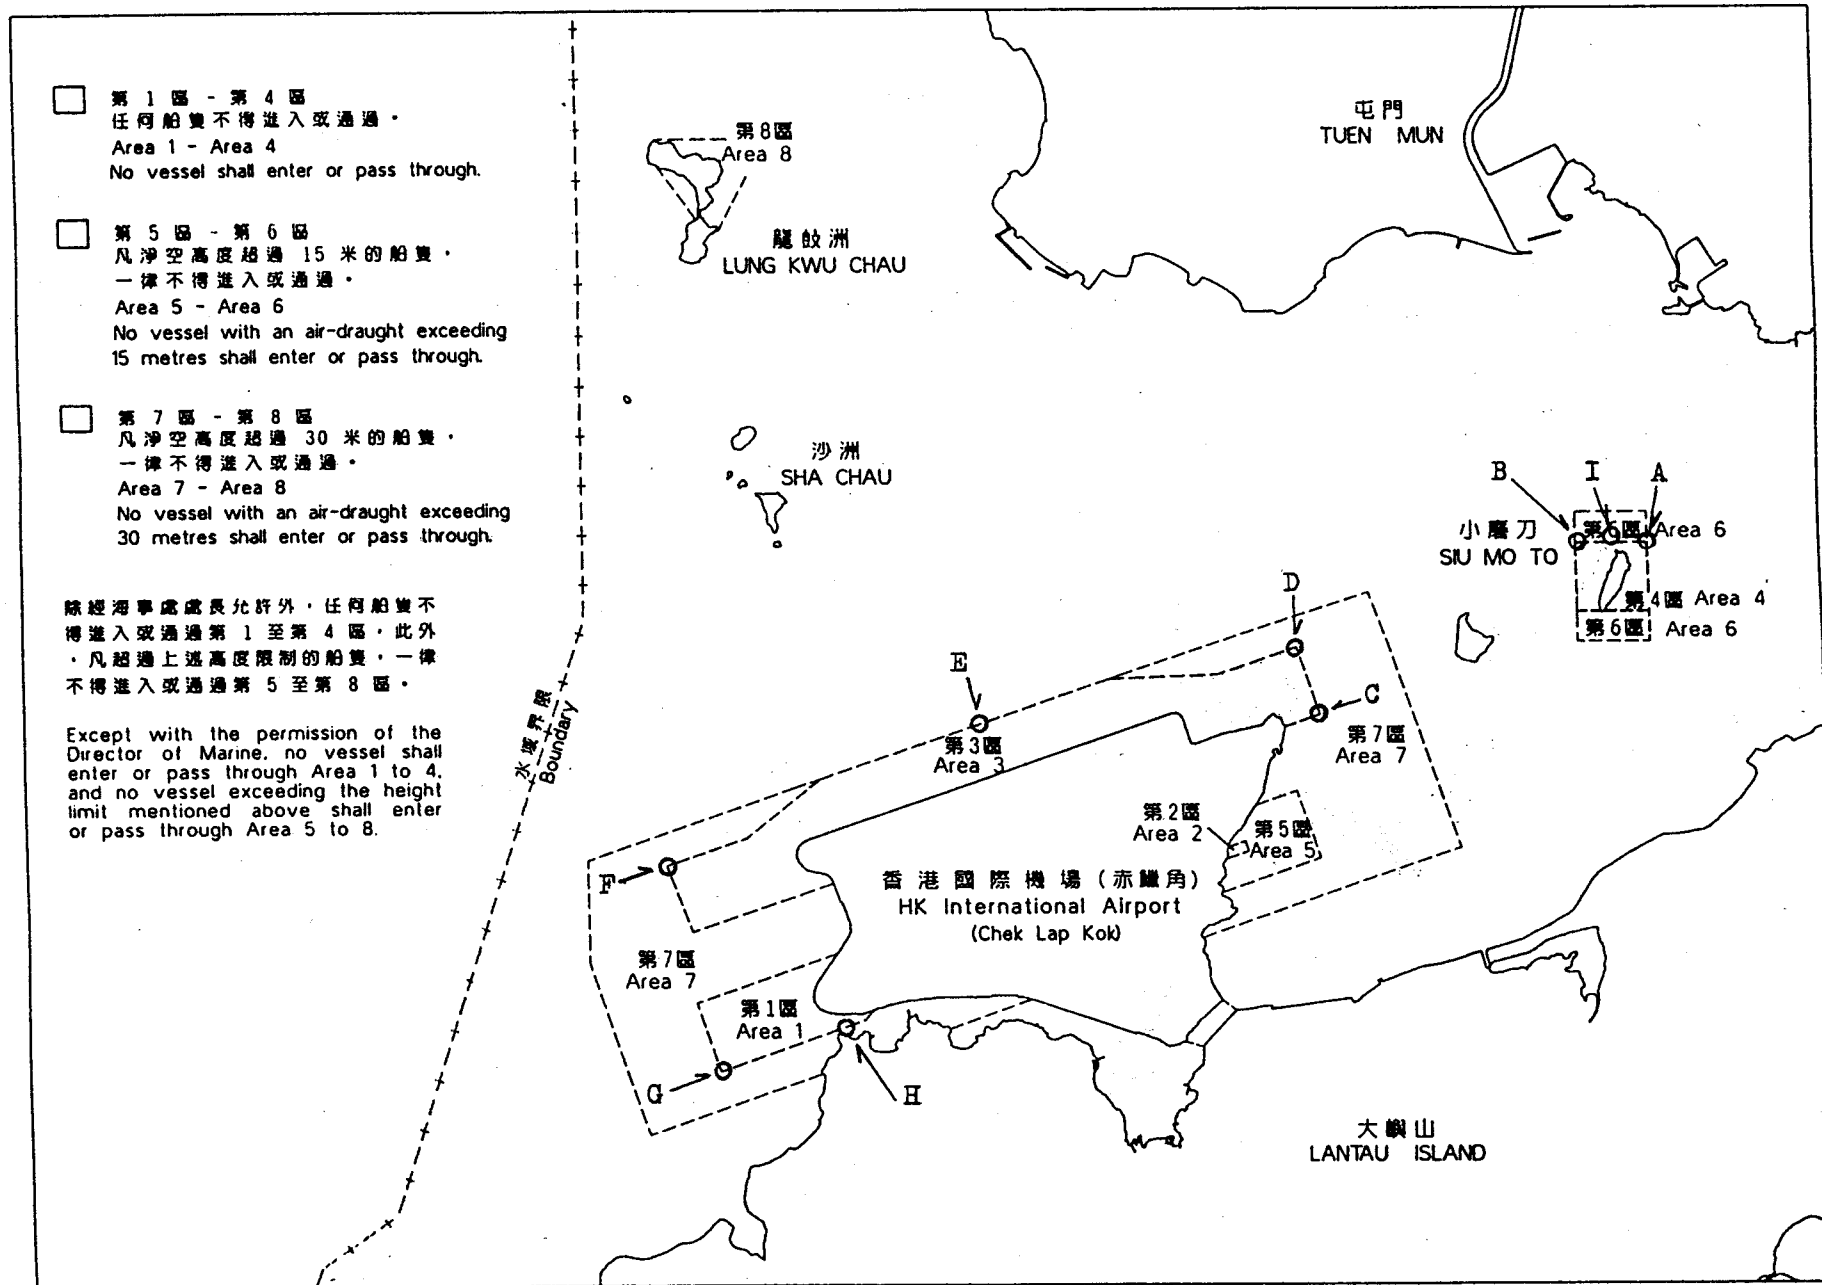 第 1 區 - 第 4 區
任何船隻不得進入或通過。
Area 1 - Area 4
No vessel shall enter or pass through.
第 5 區 - 第 6 區
凡淨空高度超過 15 米的船隻，
一律不得進入或通過。
Area 5 - Area 6
No vessel with an air-draught exceeding
15 metres shall enter or pass through.
第 7 區 - 第 8 區
凡淨空高度超過 30 米的船隻，
一律不得進入或通過。
Area 7 - Area 8
No vessel with an air-draught exceeding
30 metres shall enter or pass through.
除經海事處處長允許外，任何船隻不
得進入或通過第 1 至第 4 區，此外
，凡超過上述高度限制的船隻，一律
不得進入或通過第 5 至第 8 區。
Except with the permission of the
Director of Marine, no vessel shall
enter or pass through Area 1 to 4,
and no vessel exceeding the height
limit mentioned above shall enter
or pass through Area 5 to 8.
水域界限
Boundary
第8區
Area 8
龍鼓洲
LUNG KWU CHAU
屯門
TUEN MUN
沙洲
SHA CHAU
B
I
A
小磨刀
SIU MO TO
第6區 Area 6
第4區 Area 4
第6區 Area 6
D
E
C
第3區
Area 3
第7區
Area 7
第2區
Area 2
第5區
Area 5
F
香港國際機場(赤鱲角)
HK International Airport
(Chek Lap Kok)
第7區
Area 7
第1區
Area 1
G
H
大嶼山
LANTAU ISLAND